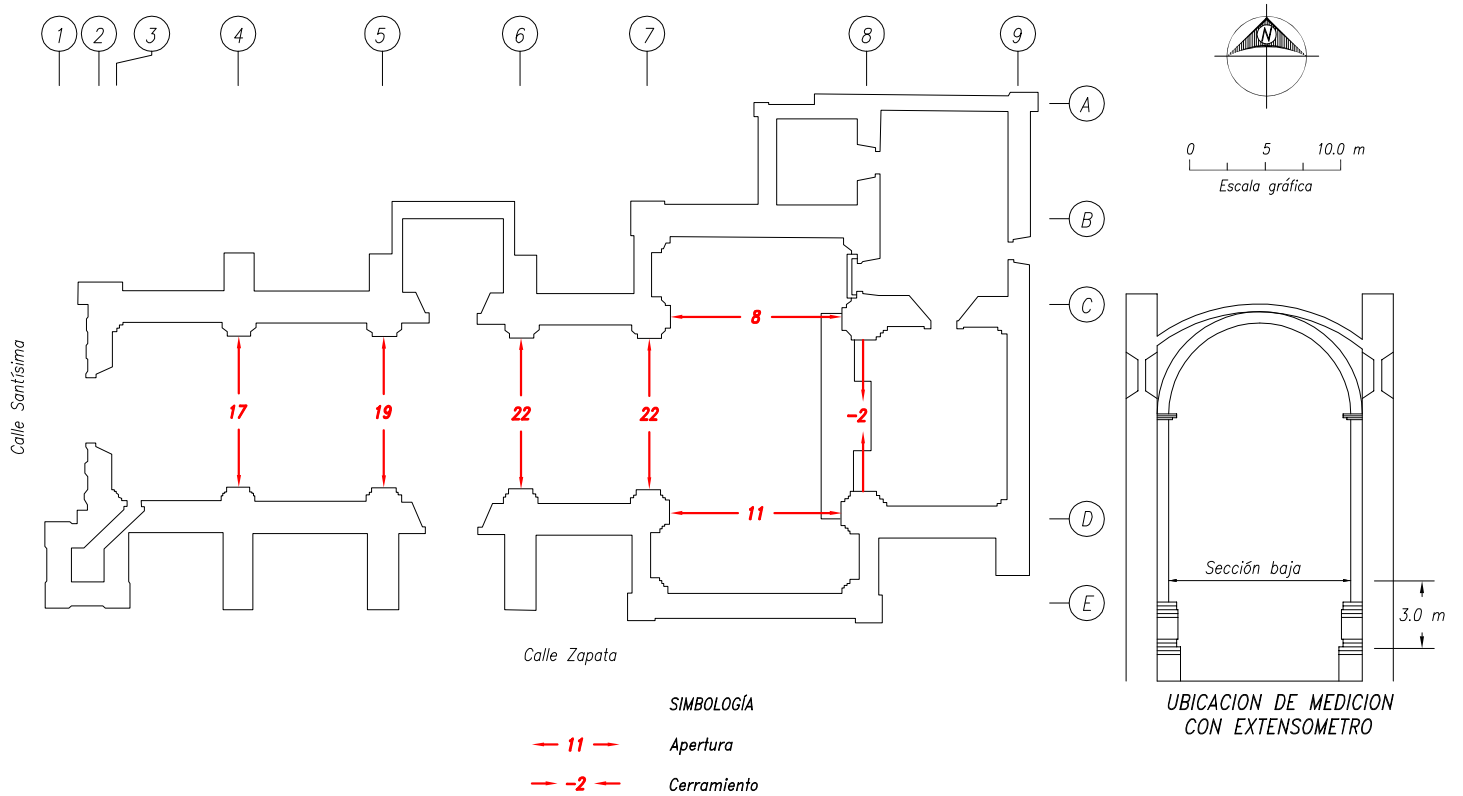 1 2 3 4 5 6 7 8 9
N
A
0 5 10.0 m
Escala gráfica
B
C
8
Calle Santísima
17 19 22 22 -2
11
D
Sección baja
E
3.0 m
Calle Zapata
UBICACION DE MEDICION
CON EXTENSOMETRO
SIMBOLOGÍA
11 Apertura
-2 Cerramiento